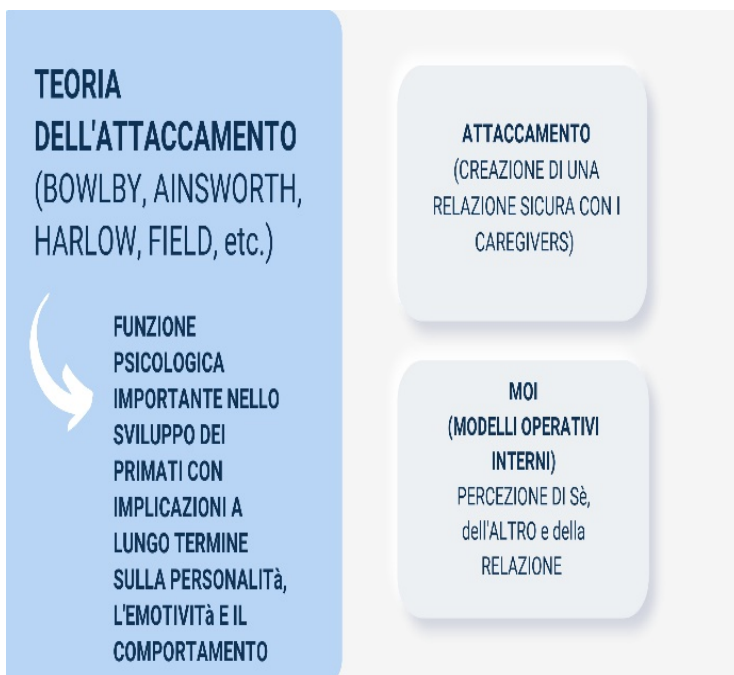 TEORIA
DELL'ATTACCAMENTO
(BOWLBY, AINSWORTH,
HARLOW, FIELD, etc.)
FUNZIONE
PSICOLOGICA
IMPORTANTE NELLO
SVILUPPO DEI
PRIMATI CON
IMPLICAZIONI A
LUNGO TERMINE
SULLA PERSONALITà,
L'EMOTIVITà E IL
COMPORTAMENTO
ATTACCAMENTO
(CREAZIONE DI UNA
RELAZIONE SICURA CON I
CAREGIVERS)
MOI
(MODELLI OPERATIVI
INTERNI)
PERCEZIONE DI Sè,
dell'ALTRO e della
RELAZIONE